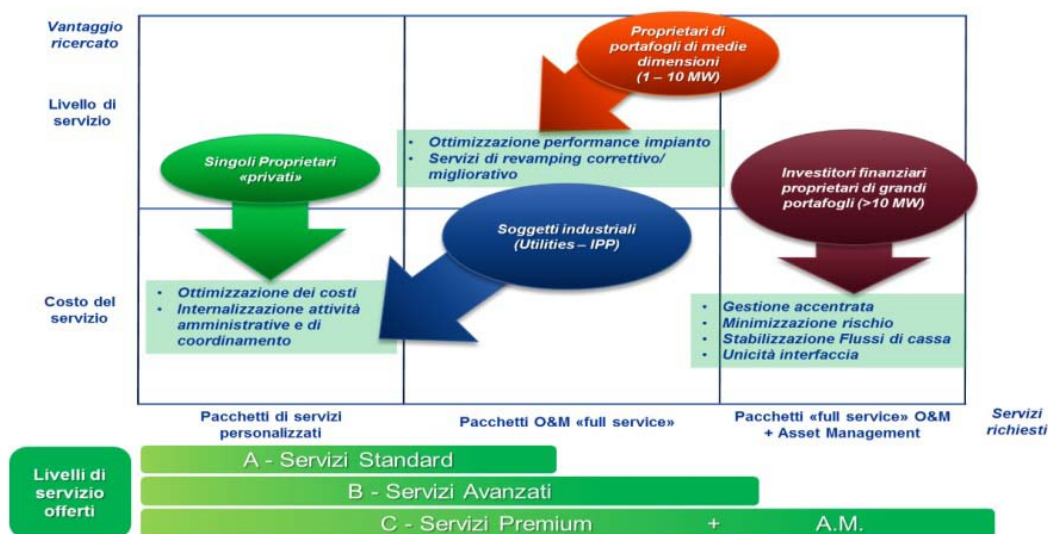 Vantaggio
ricercato
Proprietari di
portafogli di medie
dimensioni
(1 – 10 MW)
Livello di
servizio
• Ottimizzazione performance impianto
• Servizi di revamping correttivo/
migliorativo
Singoli Proprietari
«privati»
Investitori finanziari
proprietari di grandi
portafogli (>10 MW)
Soggetti industriali
(Utilities – IPP)
Costo del
servizio
• Ottimizzazione dei costi
• Internalizzazione attività
amministrative e di
coordinamento
• Gestione accentrata
• Minimizzazione rischio
• Stabilizzazione Flussi di cassa
• Unicità interfaccia
Pacchetti di servizi
personalizzati
Pacchetti O&M «full service»
Pacchetti «full service» O&M
+ Asset Management
Servizi
richiesti
Livelli di
servizio
offerti
A - Servizi Standard
B - Servizi Avanzati
C - Servizi Premium + A.M.